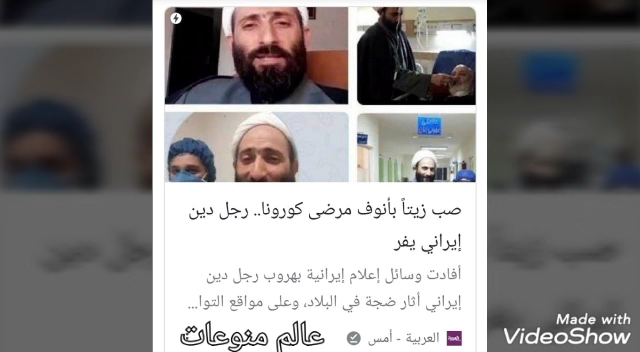 صب زيتاً بأنوف مرضى كورونا.. رجل دين
إيراني يفر
أفادت وسائل إعلام إيرانية بهروب رجل دين
إيراني أثار ضجة في البلاد، وعلى مواقع التوا...
العربية - أمس
عالم منوعات
Made with
VideoShow